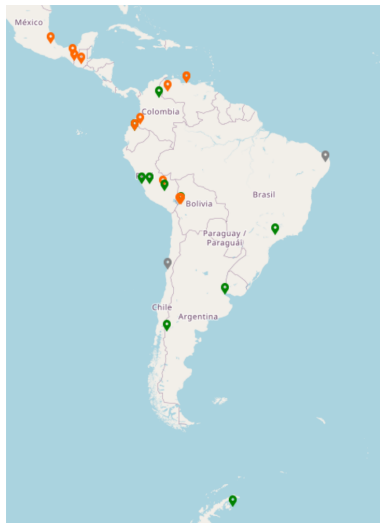 México
Colombia
Brasil
Bolivia
Paraguay /
Paraguái
Chile
Argentina